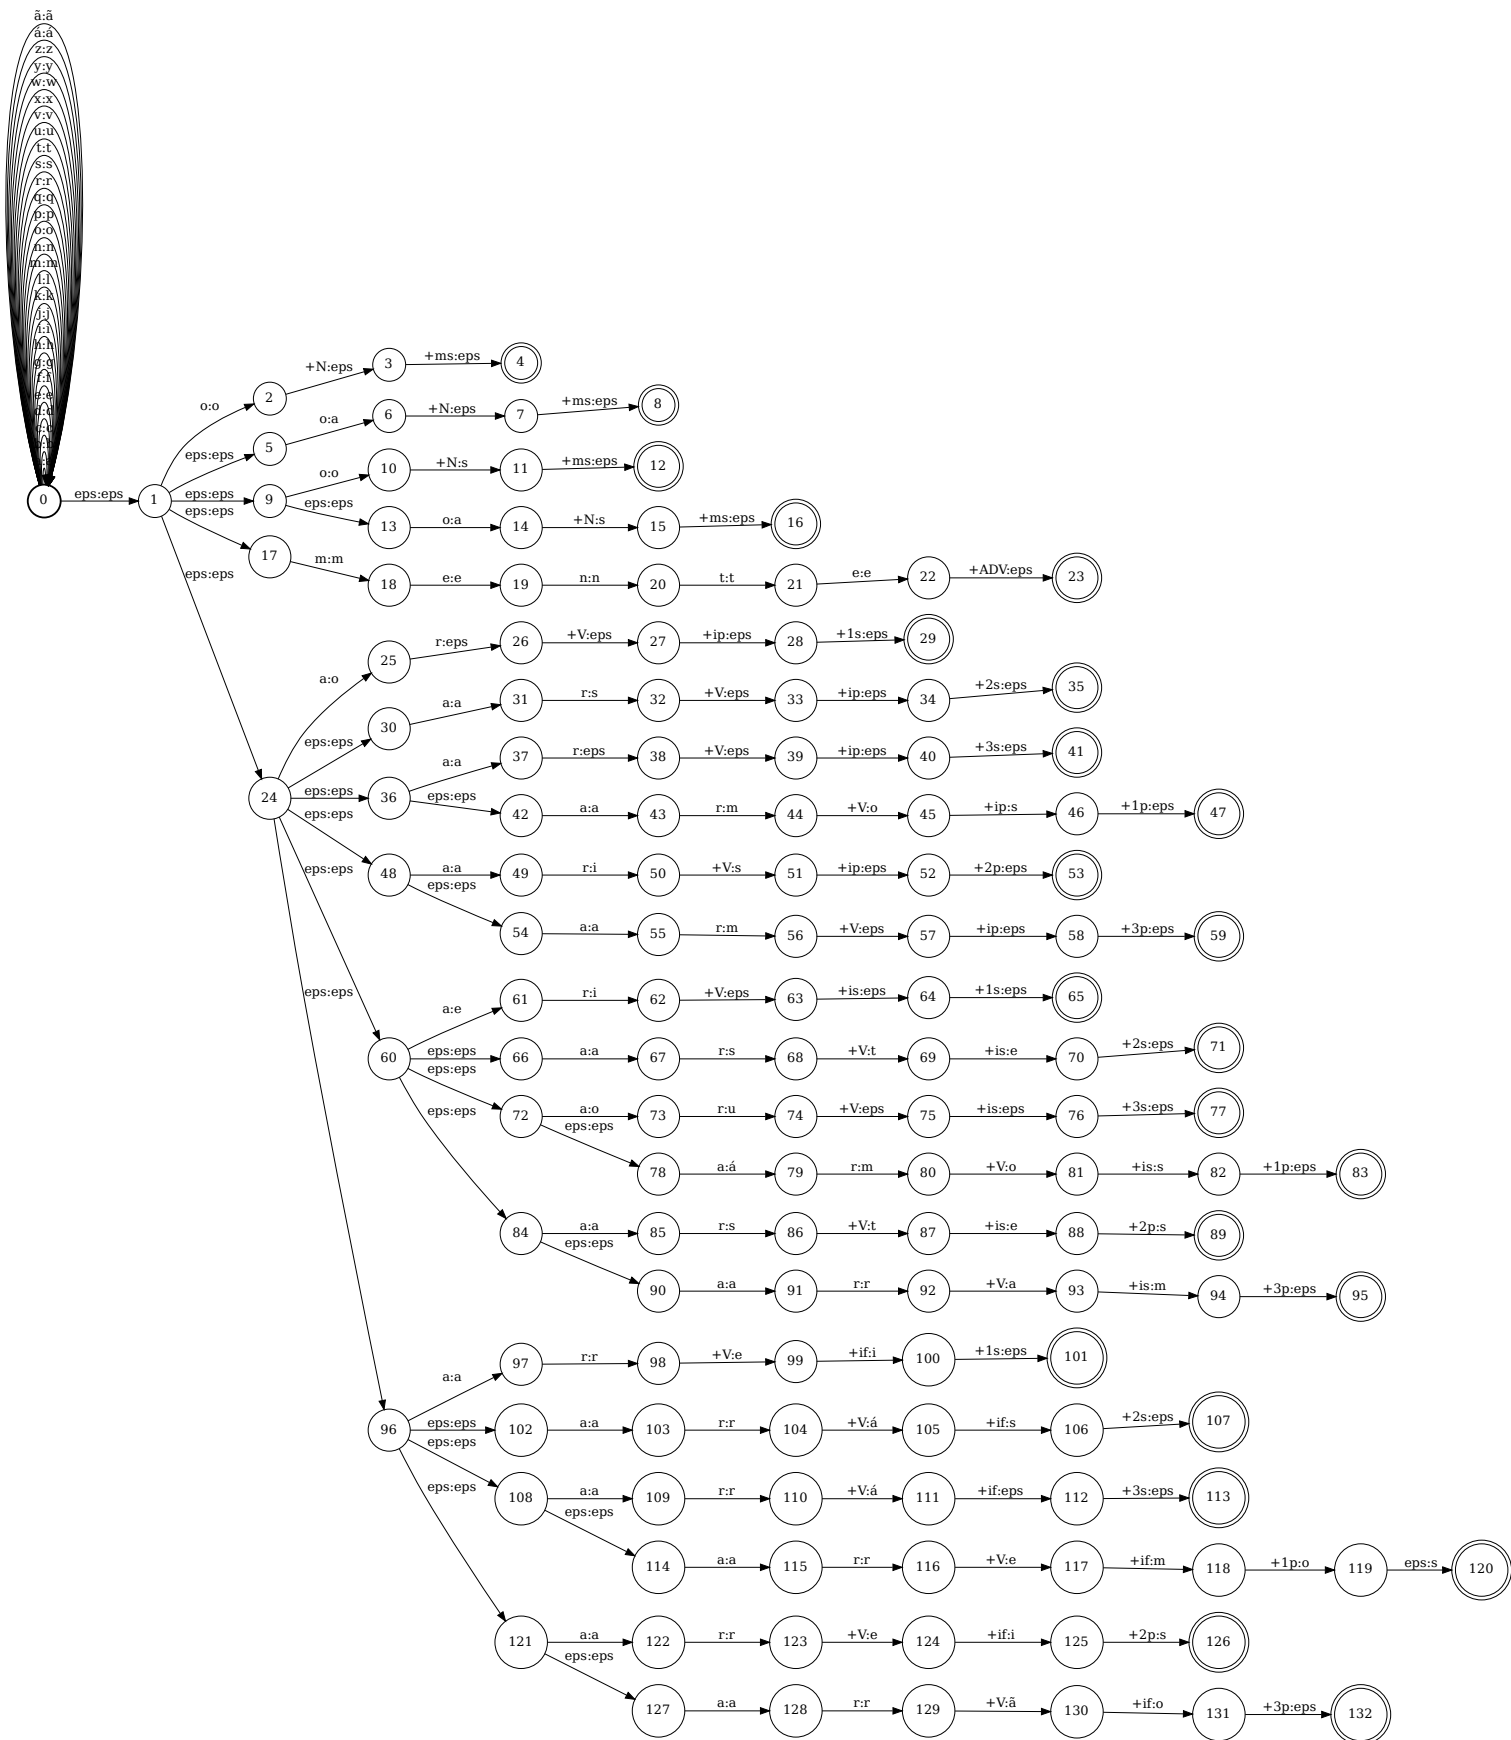 ã:ã
á:á
z:z
y:y
w:w
x:x
v:v
u:u
t:t
s:s
r:r
q:q
p:p
o:o
n:n
m:m
l:l
k:k
j:j
i:i
h:h
g:g
f:f
e:e
d:d
c:c
b:b
0 eps:eps 1
o:o 2 +N:eps 3 +ms:eps 4
eps:eps 5 o:a 6 +N:eps 7 +ms:eps 8
eps:eps 9 o:o 10 +N:s 11 +ms:eps 12
eps:eps 13 o:a 14 +N:s 15 +ms:eps 16
eps:eps 17 m:m 18 e:e 19 n:n 20 t:t 21 e:e 22 +ADV:eps 23
eps:eps 24
a:o 25 r:eps 26 +V:eps 27 +ip:eps 28 +1s:eps 29
eps:eps 30 a:a 31 r:s 32 +V:eps 33 +ip:eps 34 +2s:eps 35
eps:eps 36 a:a 37 r:eps 38 +V:eps 39 +ip:eps 40 +3s:eps 41
eps:eps 42 a:a 43 r:m 44 +V:o 45 +ip:s 46 +1p:eps 47
eps:eps 48 a:a 49 r:i 50 +V:s 51 +ip:eps 52 +2p:eps 53
eps:eps 54 a:a 55 r:m 56 +V:eps 57 +ip:eps 58 +3p:eps 59
eps:eps 60 a:e 61 r:i 62 +V:eps 63 +is:eps 64 +1s:eps 65
eps:eps 66 a:a 67 r:s 68 +V:t 69 +is:e 70 +2s:eps 71
eps:eps 72 a:o 73 r:u 74 +V:eps 75 +is:eps 76 +3s:eps 77
eps:eps 78 a:á 79 r:m 80 +V:o 81 +is:s 82 +1p:eps 83
eps:eps 84 a:a 85 r:s 86 +V:t 87 +is:e 88 +2p:s 89
eps:eps 90 a:a 91 r:r 92 +V:a 93 +is:m 94 +3p:eps 95
eps:eps 96 a:a 97 r:r 98 +V:e 99 +if:i 100 +1s:eps 101
eps:eps 102 a:a 103 r:r 104 +V:á 105 +if:s 106 +2s:eps 107
eps:eps 108 a:a 109 r:r 110 +V:á 111 +if:eps 112 +3s:eps 113
eps:eps 114 a:a 115 r:r 116 +V:e 117 +if:m 118 +1p:o 119 eps:s 120
eps:eps 121 a:a 122 r:r 123 +V:e 124 +if:i 125 +2p:s 126
eps:eps 127 a:a 128 r:r 129 +V:ã 130 +if:o 131 +3p:eps 132